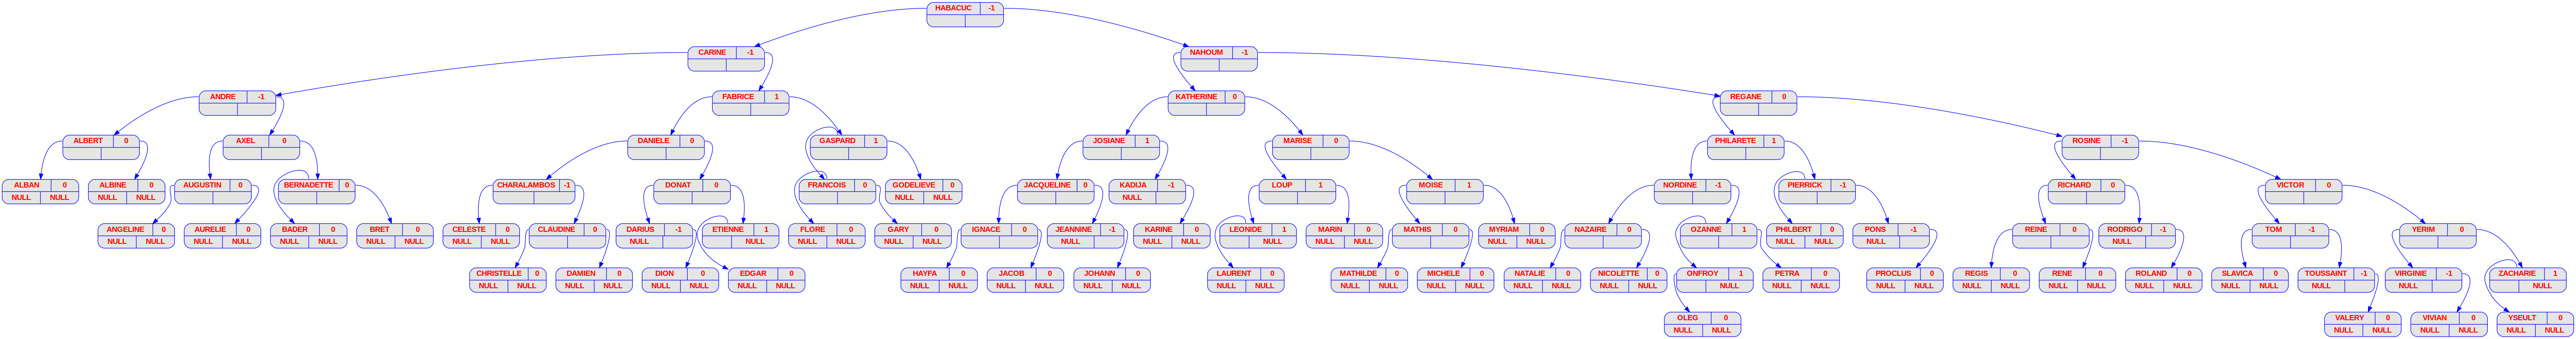 HABACUC -1
CARINE -1 NAHOUM -1
ANDRE -1 FABRICE 1 KATHERINE 0 REGANE 0
ALBERT 0 AXEL 0 DANIELE 0 GASPARD 1 JOSIANE 1 MARISE 0 PHILARETE 1 ROSINE -1
ALBAN 0 ALBINE 0 AUGUSTIN 0 BERNADETTE 0 CHARALAMBOS -1 DONAT 0 FRANCOIS 0 GODELIEVE 0 JACQUELINE 0 KADIJA -1 LOUP 1 MOISE 1 NORDINE -1 PIERRICK -1 RICHARD 0 VICTOR 0
NULL NULL NULL NULL NULL NULL NULL
ANGELINE 0 AURELIE 0 BADER 0 BRET 0 CELESTE 0 CLAUDINE 0 DARIUS -1 ETIENNE 1 FLORE 0 GARY 0 IGNACE 0 JEANNINE -1 KARINE 0 LEONIDE 1 MARIN 0 MATHIS 0 MYRIAM 0 NAZAIRE 0 OZANNE 1 PHILBERT 0 PONS -1 REINE 0 RODRIGO -1 TOM -1 YERIM 0
NULL NULL NULL NULL NULL NULL NULL NULL NULL NULL NULL NULL NULL NULL NULL NULL NULL NULL NULL NULL NULL NULL NULL NULL NULL NULL NULL
CHRISTELLE 0 DAMIEN 0 DION 0 EDGAR 0 HAYFA 0 JACOB 0 JOHANN 0 LAURENT 0 MATHILDE 0 MICHELE 0 NATALIE 0 NICOLETTE 0 ONFROY 1 PETRA 0 PROCLUS 0 REGIS 0 RENE 0 ROLAND 0 SLAVICA 0 TOUSSAINT -1 VIRGINIE -1 ZACHARIE 1
NULL NULL NULL NULL NULL NULL NULL NULL NULL NULL NULL NULL NULL NULL NULL NULL NULL NULL NULL NULL NULL NULL NULL NULL NULL NULL NULL NULL NULL NULL NULL NULL NULL NULL NULL NULL NULL NULL NULL NULL
OLEG 0 VALERY 0 VIVIAN 0 YSEULT 0
NULL NULL NULL NULL NULL NULL NULL NULL